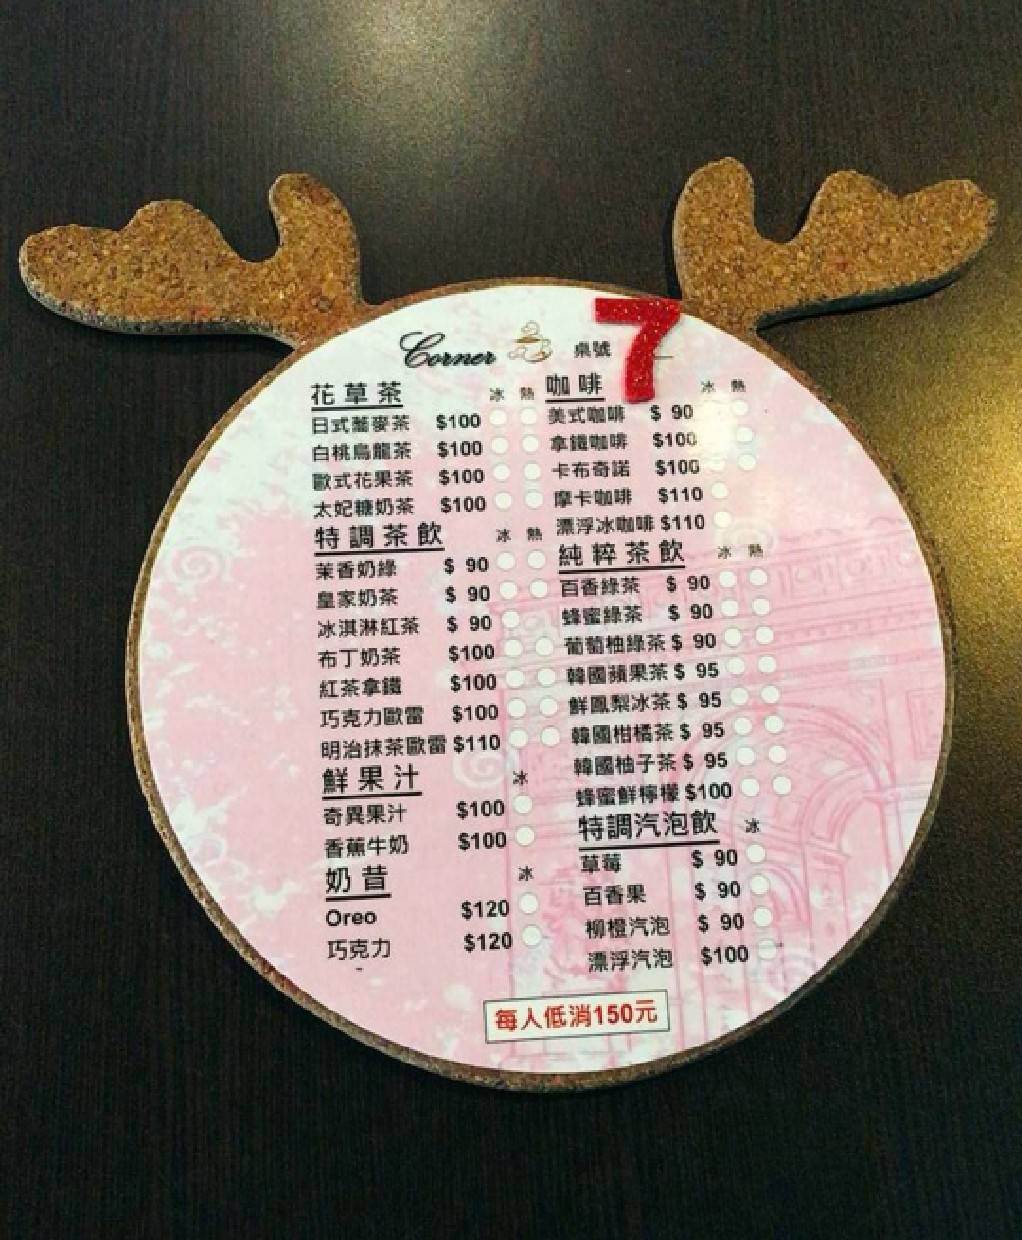 Corner 桌號 7
花草茶 冰 熱
日式蕎麥茶 $100
白桃烏龍茶 $100
歐式花果茶 $100
太妃糖奶茶 $100
特調茶飲 冰 熱
茉香奶綠 $ 90
皇家奶茶 $ 90
冰淇淋紅茶 $ 90
布丁奶茶 $100
紅茶拿鐵 $100
巧克力歐雷 $100
明治抹茶歐雷 $110
鮮果汁 冰
奇異果汁 $100
香蕉牛奶 $100
奶昔 冰
Oreo $120
巧克力 $120
咖啡 冰 熱
美式咖啡 $ 90
拿鐵咖啡 $100
卡布奇諾 $100
摩卡咖啡 $110
漂浮冰咖啡 $110
純粹茶飲 冰 熱
百香綠茶 $ 90
蜂蜜綠茶 $ 90
葡萄柚綠茶 $ 90
韓國蘋果茶 $ 95
鮮鳳梨冰茶 $ 95
韓國柑橘茶 $ 95
韓國柚子茶 $ 95
蜂蜜鮮檸檬 $100
特調汽泡飲 冰
草莓 $ 90
百香果 $ 90
柳橙汽泡 $ 90
漂浮汽泡 $100
每人低消150元